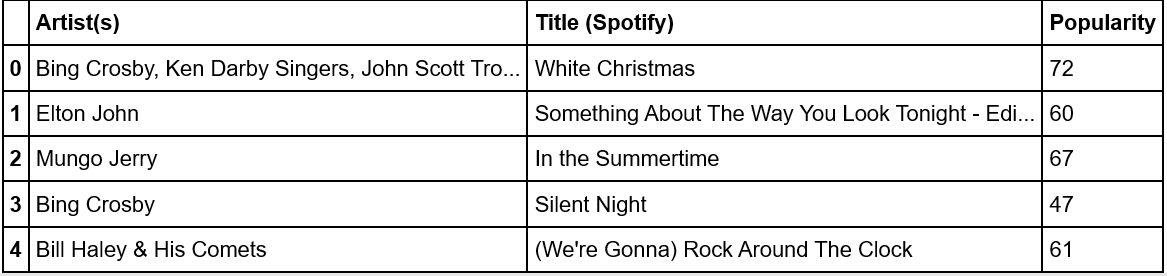 Artist(s) Title (Spotify) Popularity
0 Bing Crosby, Ken Darby Singers, John Scott Tro... White Christmas 72
1 Elton John Something About The Way You Look Tonight - Edi... 60
2 Mungo Jerry In the Summertime 67
3 Bing Crosby Silent Night 47
4 Bill Haley & His Comets (We're Gonna) Rock Around The Clock 61